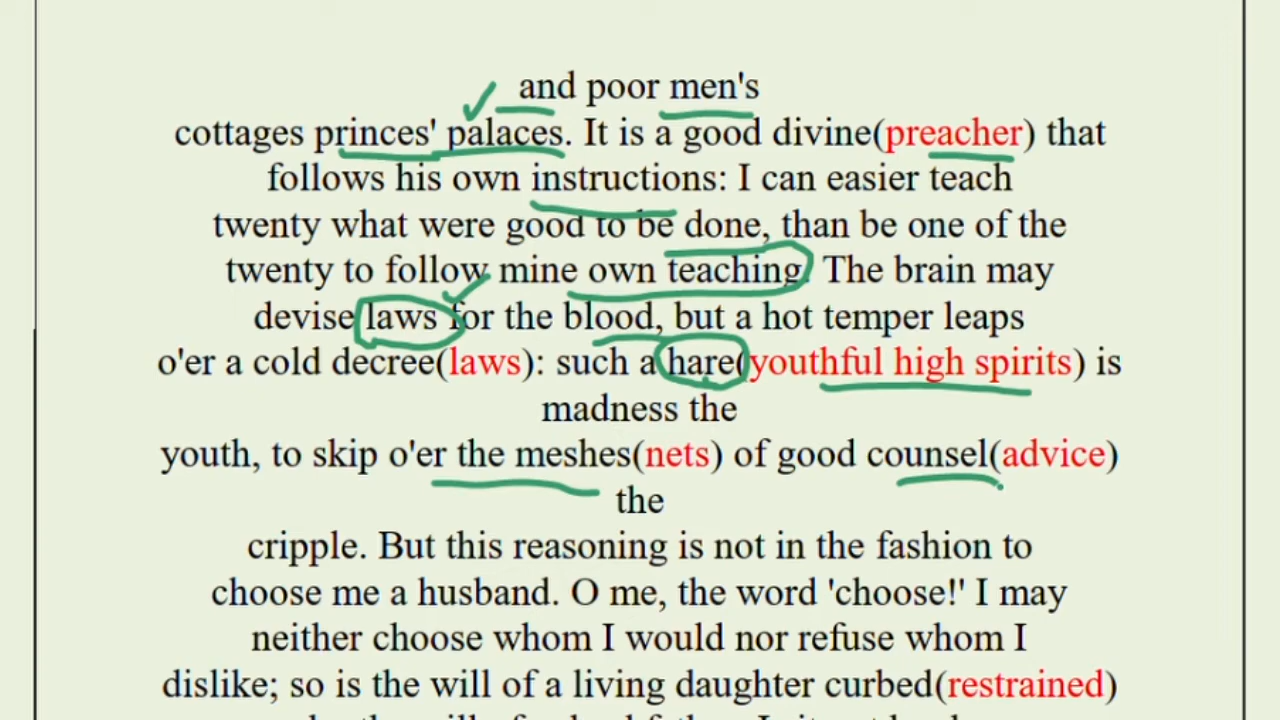 and poor men's
cottages princes' palaces. It is a good divine(preacher) that
follows his own instructions: I can easier teach
twenty what were good to be done, than be one of the
twenty to follow mine own teaching. The brain may
devise laws for the blood, but a hot temper leaps
o'er a cold decree(laws): such a hare(youthful high spirits) is
madness the
youth, to skip o'er the meshes(nets) of good counsel(advice)
the
cripple. But this reasoning is not in the fashion to
choose me a husband. O me, the word 'choose!' I may
neither choose whom I would nor refuse whom I
dislike; so is the will of a living daughter curbed(restrained)